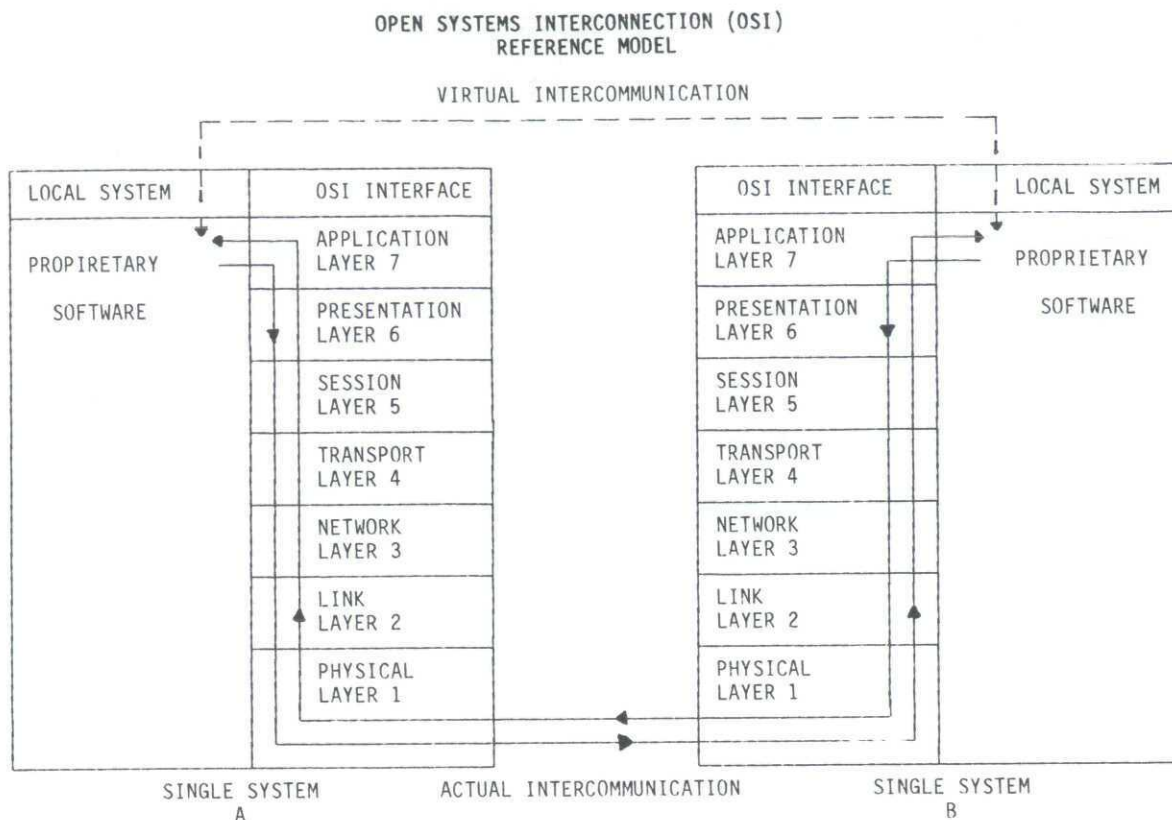 OPEN SYSTEMS INTERCONNECTION (OSI)
REFERENCE MODEL
VIRTUAL INTERCOMMUNICATION
LOCAL SYSTEM
OSI INTERFACE
PROPIRETARY
SOFTWARE
APPLICATION
LAYER 7
PRESENTATION
LAYER 6
SESSION
LAYER 5
TRANSPORT
LAYER 4
NETWORK
LAYER 3
LINK
LAYER 2
PHYSICAL
LAYER 1
OSI INTERFACE
LOCAL SYSTEM
APPLICATION
LAYER 7
PRESENTATION
LAYER 6
SESSION
LAYER 5
TRANSPORT
LAYER 4
NETWORK
LAYER 3
LINK
LAYER 2
PHYSICAL
LAYER 1
PROPRIETARY
SOFTWARE
SINGLE SYSTEM
A
ACTUAL INTERCOMMUNICATION
SINGLE SYSTEM
B